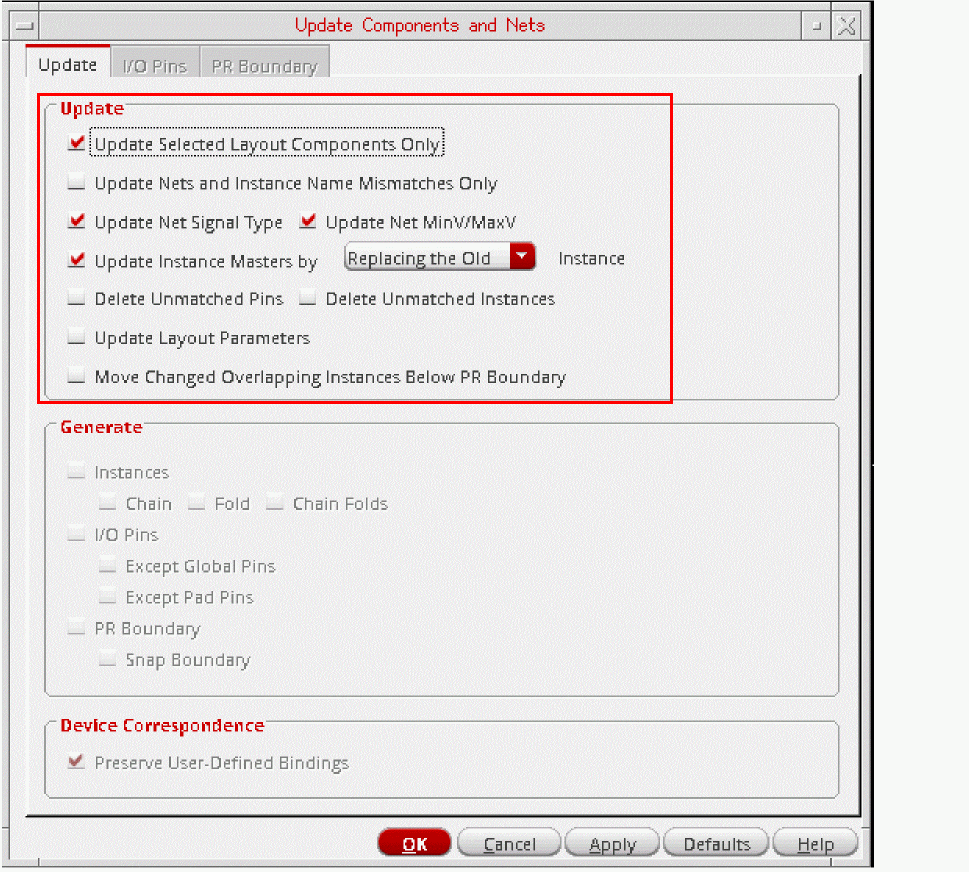 Update Components and Nets
Update I/O Pins PR Boundary
Update
Update Selected Layout Components Only
Update Nets and Instance Name Mismatches Only
Update Net Signal Type Update Net MinV/MaxV
Update Instance Masters by Replacing the Old Instance
Delete Unmatched Pins Delete Unmatched Instances
Update Layout Parameters
Move Changed Overlapping Instances Below PR Boundary
Generate
Instances
Chain Fold Chain Folds
I/O Pins
Except Global Pins
Except Pad Pins
PR Boundary
Snap Boundary
Device Correspondence
Preserve User-Defined Bindings
OK Cancel Apply Defaults Help